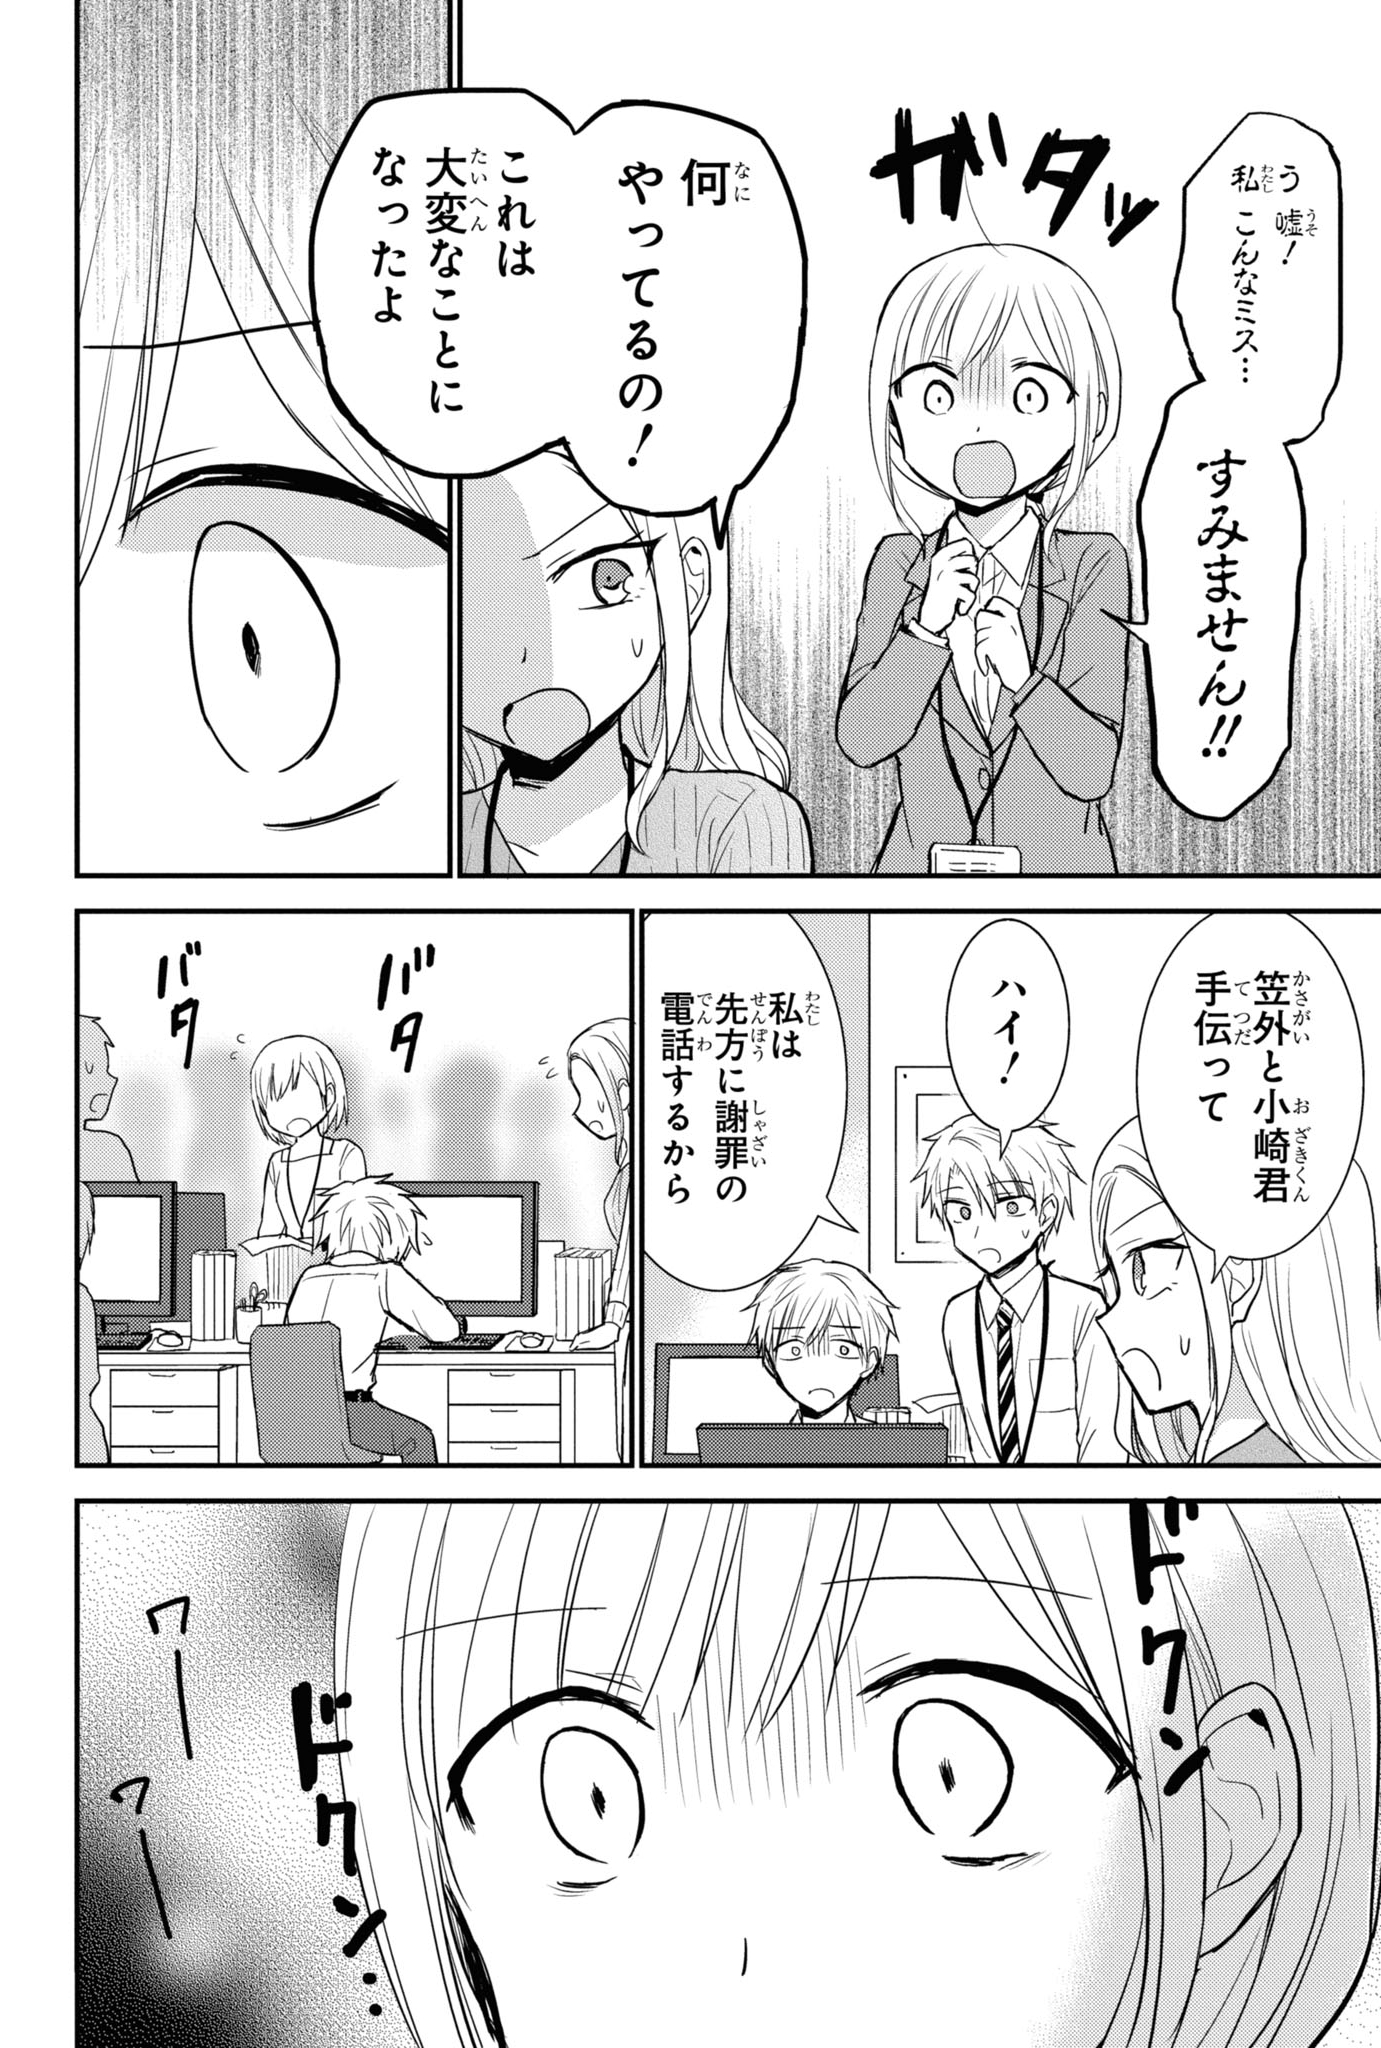 う嘘！
私こんなミス…
すみません!!
ガタッ
何
やってるの！
これは
大変なことに
なったよ
笠外と小崎君
手伝って
ハイ！
私は
先方に謝罪の
電話するから
バタ
バタ
ドクン
ドクン…
ワー
ワー